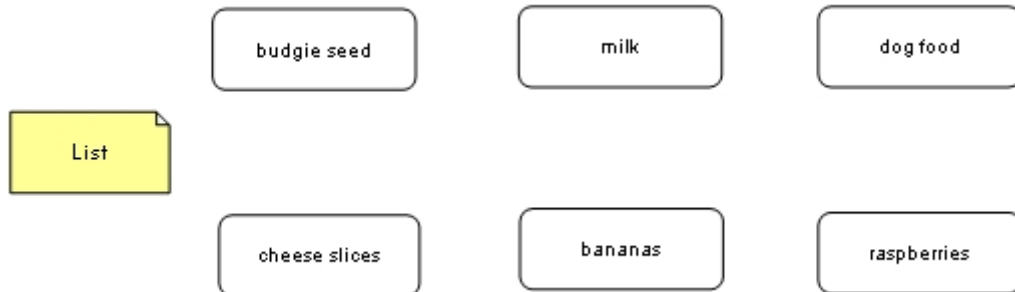 budgie seed
milk
dog food
List
cheese slices
bananas
raspberries